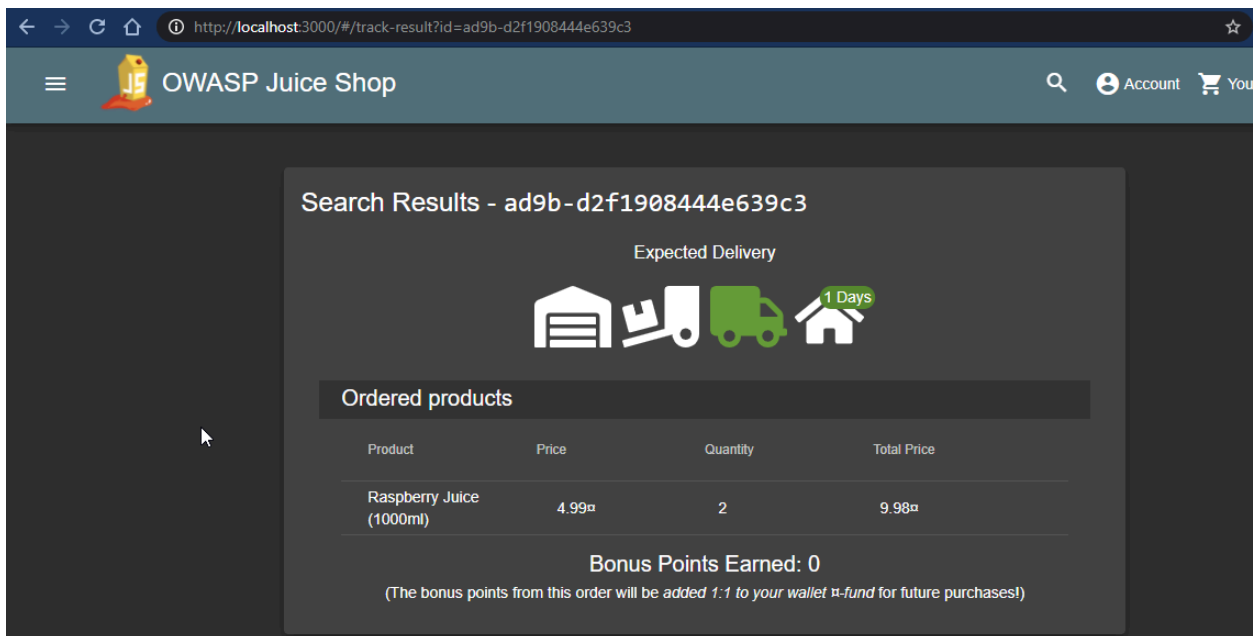 http://localhost:3000/#/track-result?id=ad9b-d2f1908444e639c3
JS
OWASP Juice Shop
Account
You
Search Results - ad9b-d2f1908444e639c3
Expected Delivery
1 Days
Ordered products
Product Price Quantity Total Price
Raspberry Juice
(1000ml)
4.99¤ 2 9.98¤
Bonus Points Earned: 0
(The bonus points from this order will be added 1:1 to your wallet ¤-fund for future purchases!)